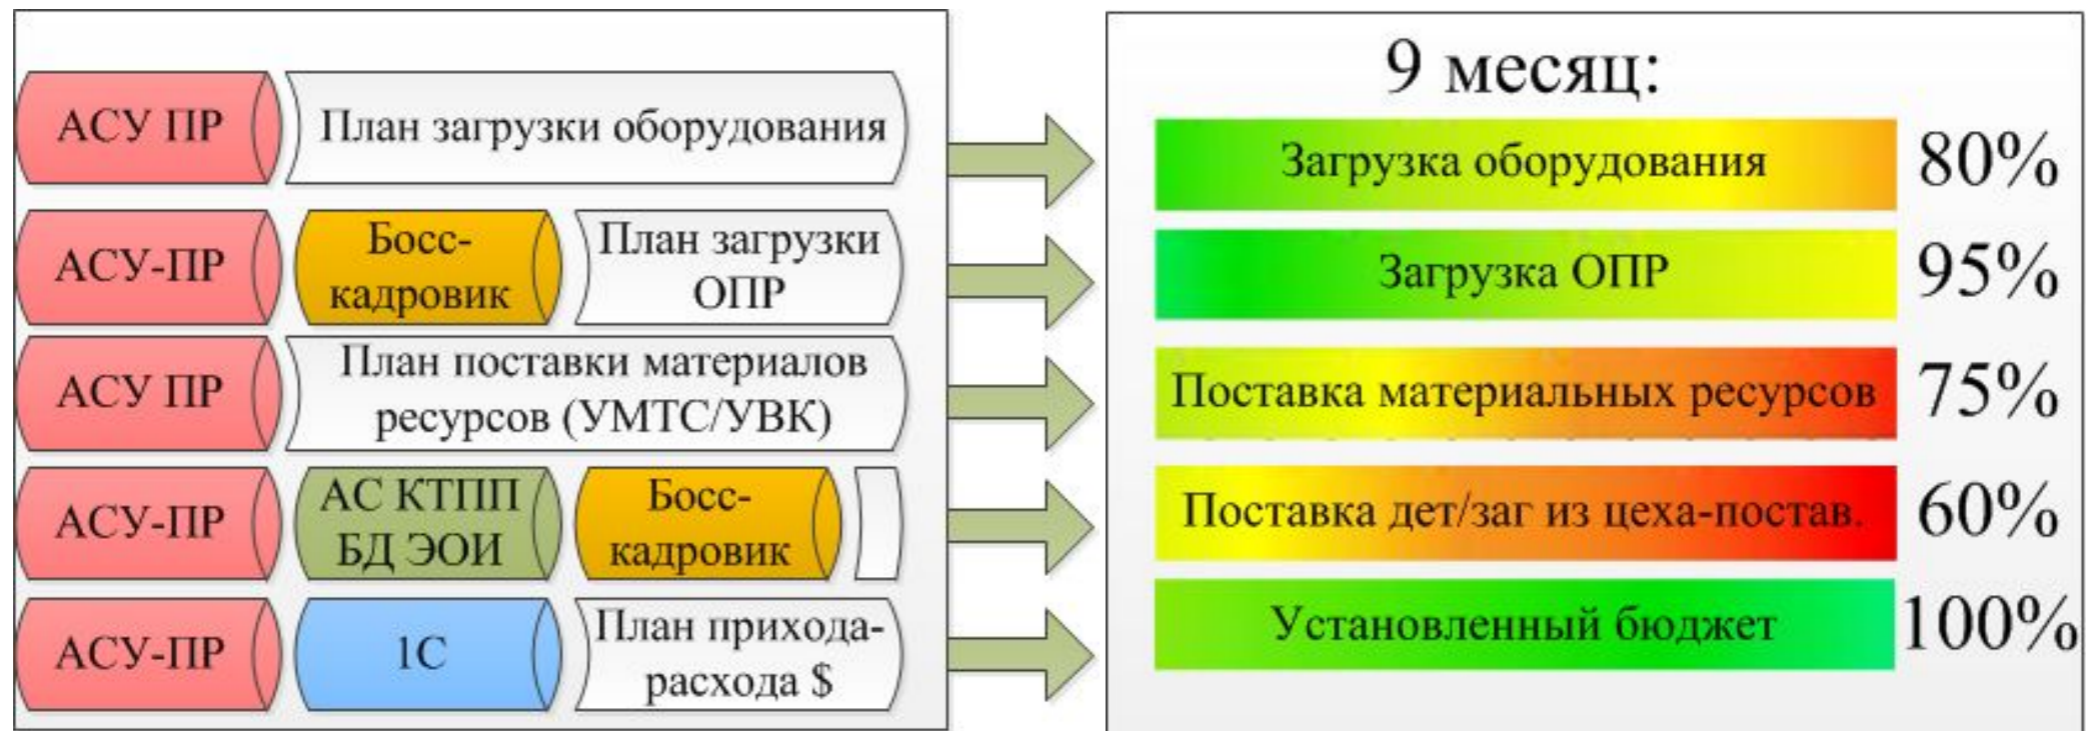 9 месяц:
АСУ ПР
План загрузки оборудования
Загрузка оборудования
80%
АСУ-ПР
Босс-
кадровик
План загрузки
ОПР
Загрузка ОПР
95%
АСУ ПР
План поставки материалов
ресурсов (УМТС/УВК)
Поставка материальных ресурсов
75%
АСУ-ПР
АС КТПП
БД ЭОИ
Босс-
кадровик
Поставка дет/заг из цеха-постав.
60%
АСУ-ПР
1С
План прихода-
расхода $
Установленный бюджет
100%